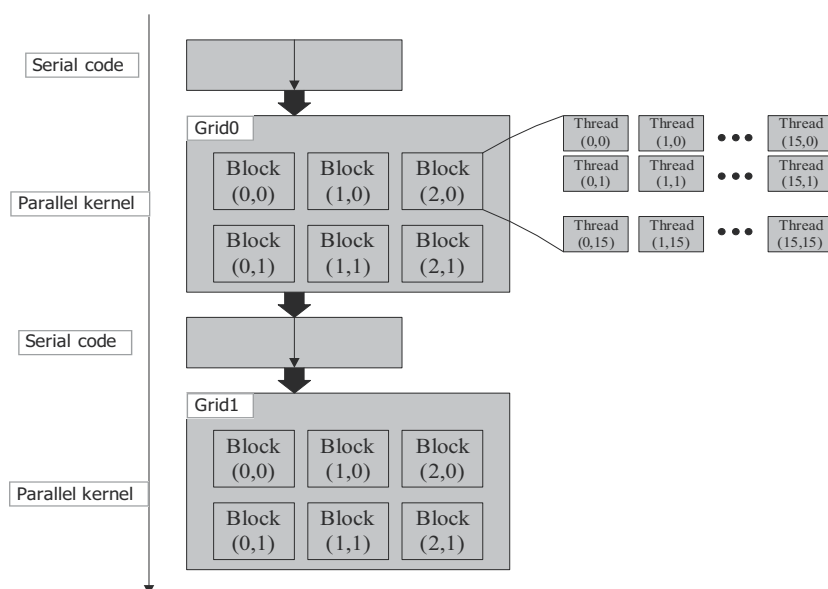 Serial code
Grid0
Block Block Block
(0,0) (1,0) (2,0)
Block Block Block
(0,1) (1,1) (2,1)
Thread Thread Thread
(0,0) (1,0) (15,0)
Thread Thread Thread
(0,1) (1,1) (15,1)
Thread Thread Thread
(0,15) (1,15) (15,15)
Parallel kernel
Serial code
Grid1
Block Block Block
(0,0) (1,0) (2,0)
Block Block Block
(0,1) (1,1) (2,1)
Parallel kernel